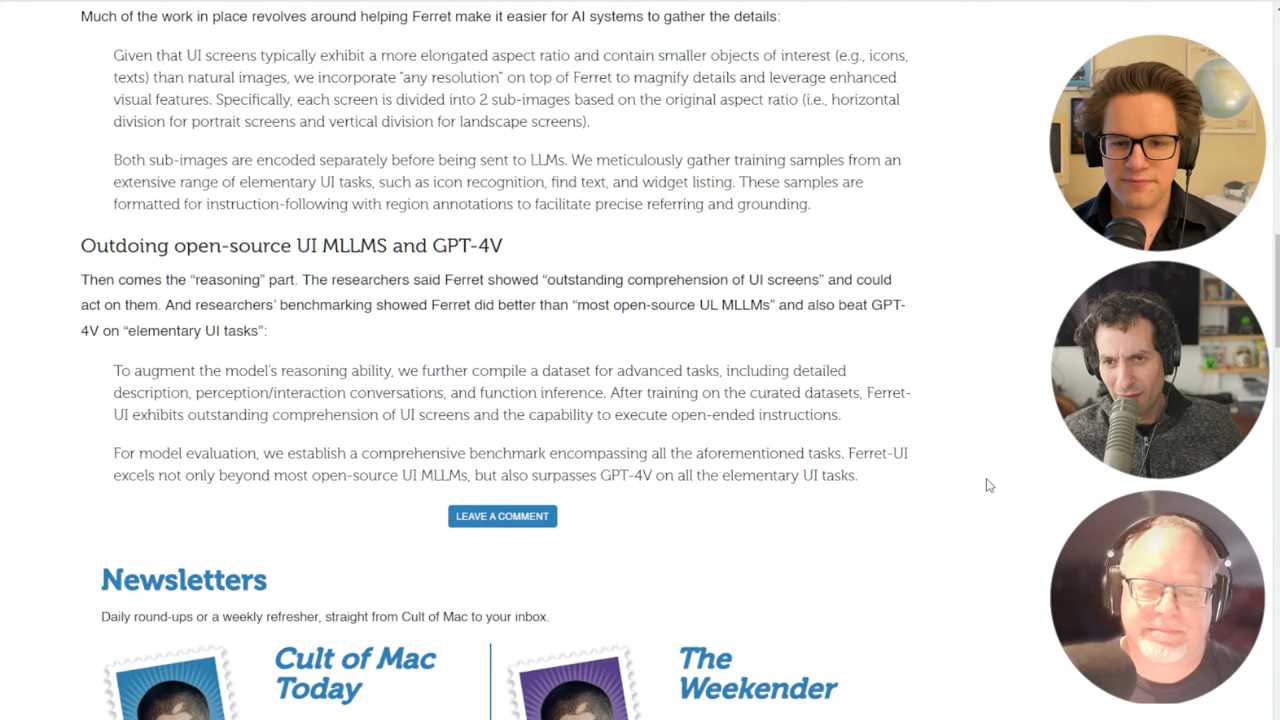 Much of the work in place revolves around helping Ferret make it easier for AI systems to gather the details:
Given that UI screens typically exhibit a more elongated aspect ratio and contain smaller objects of interest (e.g., icons,
texts) than natural images, we incorporate "any resolution" on top of Ferret to magnify details and leverage enhanced
visual features. Specifically, each screen is divided into 2 sub-images based on the original aspect ratio (i.e., horizontal
division for portrait screens and vertical division for landscape screens).
Both sub-images are encoded separately before being sent to LLMs. We meticulously gather training samples from an
extensive range of elementary UI tasks, such as icon recognition, find text, and widget listing. These samples are
formatted for instruction-following with region annotations to facilitate precise referring and grounding.
Outdoing open-source UI MLLMS and GPT-4V
Then comes the “reasoning” part. The researchers said Ferret showed “outstanding comprehension of UI screens” and could
act on them. And researchers’ benchmarking showed Ferret did better than “most open-source UL MLLMs” and also beat GPT-
4V on “elementary UI tasks”:
To augment the model’s reasoning ability, we further compile a dataset for advanced tasks, including detailed
description, perception/interaction conversations, and function inference. After training on the curated datasets, Ferret-
UI exhibits outstanding comprehension of UI screens and the capability to execute open-ended instructions.
For model evaluation, we establish a comprehensive benchmark encompassing all the aforementioned tasks. Ferret-UI
excels not only beyond most open-source UI MLLMs, but also surpasses GPT-4V on all the elementary UI tasks.
LEAVE A COMMENT
Newsletters
Daily round-ups or a weekly refresher, straight from Cult of Mac to your inbox.
Cult of Mac
Today
The
Weekender